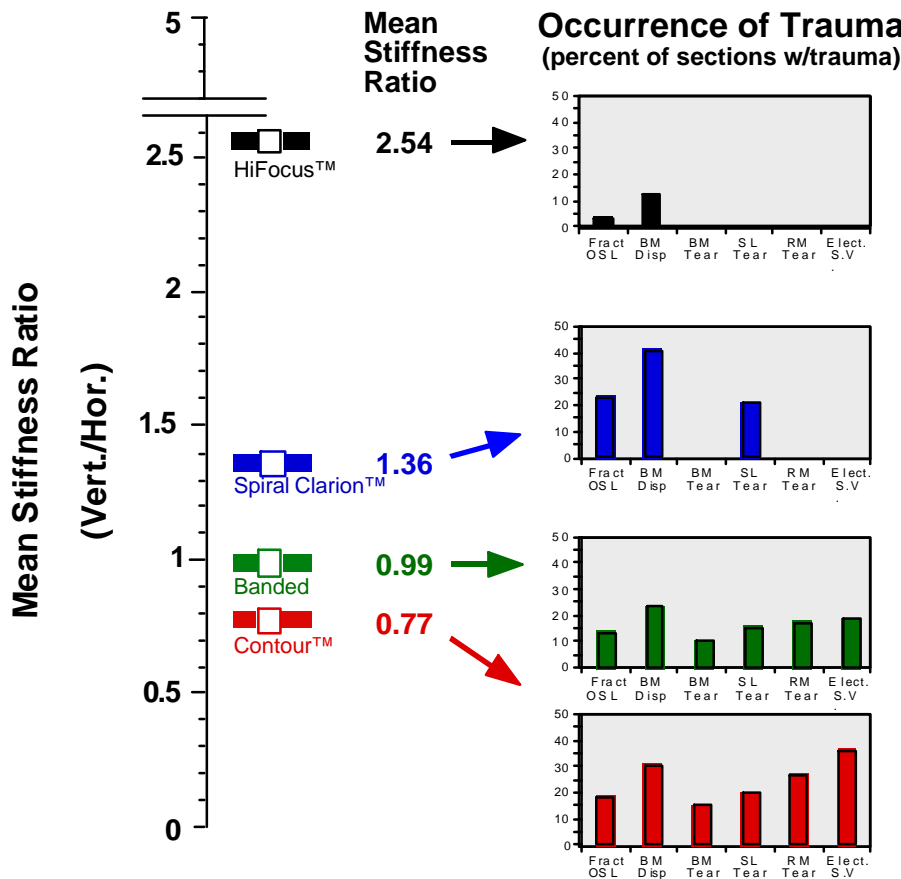 Mean Stiffness Ratio
(Vert./Hor.)
5
2.5
2
1.5
1
0.5
0
Mean
Stiffness
Ratio
HiFocus™
2.54
Spiral Clarion™
1.36
Banded
0.99
Contour™
0.77
Occurrence of Trauma
(percent of sections w/trauma)
50
40
30
20
10
0
Fract OSL
BM Disp
BM Tear
SL Tear
RM Tear
Elect. S.V.
50
40
30
20
10
0
Fract OSL
BM Disp
BM Tear
SL Tear
RM Tear
Elect. S.V.
50
40
30
20
10
0
Fract OSL
BM Disp
BM Tear
SL Tear
RM Tear
Elect. S.V.
50
40
30
20
10
0
Fract OSL
BM Disp
BM Tear
SL Tear
RM Tear
Elect. S.V.